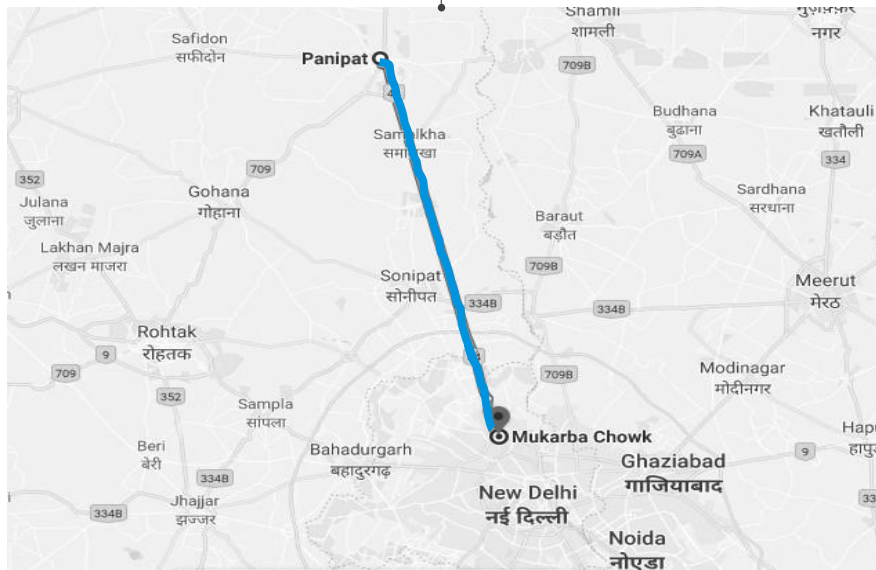 Shamli
शामली
नगर
Safidon
सफीदोन
Panipat
709B
Budhana
बुढाना
Khatauli
खतौली
Samalkha
समालखा
709A
334
709
352
Gohana
गोहाना
Julana
जुलाना
Sardhana
सरधाना
Baraut
बड़ौत
Lakhan Majra
लखन माजरा
709B
Sonipat
सोनीपत
Meerut
मेरठ
334B
334B
Rohtak
रोहतक
9
709
709B
Modinagar
मोदीनगर
352
Sampla
सांपला
Mukarba Chowk
Beri
बेरी
Bahadurgarh
बहादुरगढ़
9
Ghaziabad
गाजियाबाद
334B
New Delhi
नई दिल्ली
Jhajjar
झज्जर
334B
Noida
नोएडा